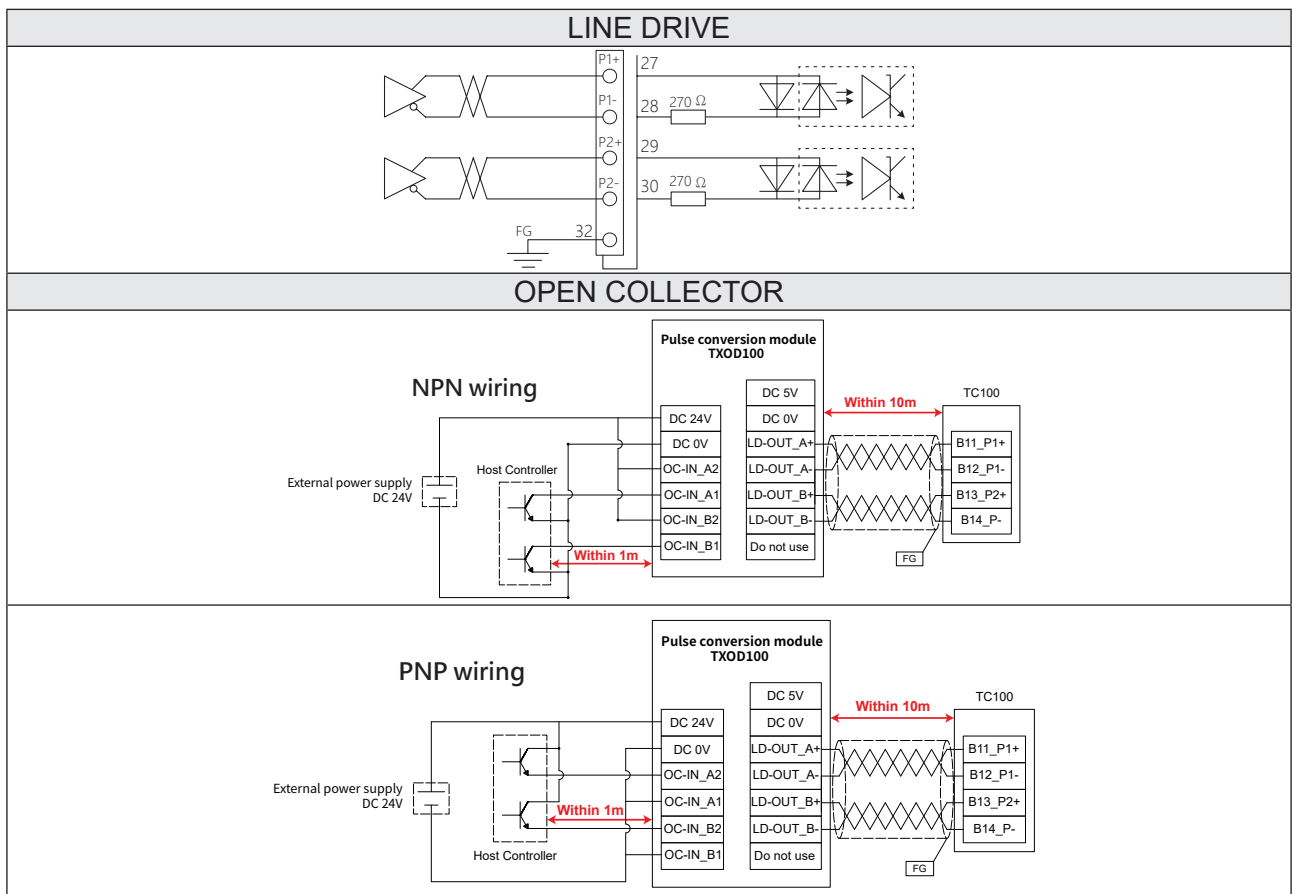 LINE DRIVE
P1+
27
P1-
28
270 Ω
P2+
29
P2-
30
270 Ω
FG
32
OPEN COLLECTOR
NPN wiring
Pulse conversion module
TXOD100
DC 5V
Within 10m
TC100
DC 24V
DC 0V
DC 0V
LD-OUT_A+
B11_P1+
Host Controller
OC-IN_A2
LD-OUT_A-
B12_P1-
External power supply
DC 24V
OC-IN_A1
LD-OUT_B+
B13_P2+
OC-IN_B2
LD-OUT_B-
B14_P-
Within 1m
OC-IN_B1
Do not use
FG
PNP wiring
Pulse conversion module
TXOD100
DC 5V
Within 10m
TC100
DC 24V
DC 0V
DC 0V
LD-OUT_A+
B11_P1+
OC-IN_A2
LD-OUT_A-
B12_P1-
External power supply
DC 24V
Within 1m
OC-IN_A1
LD-OUT_B+
B13_P2+
OC-IN_B2
LD-OUT_B-
B14_P-
Host Controller
OC-IN_B1
Do not use
FG